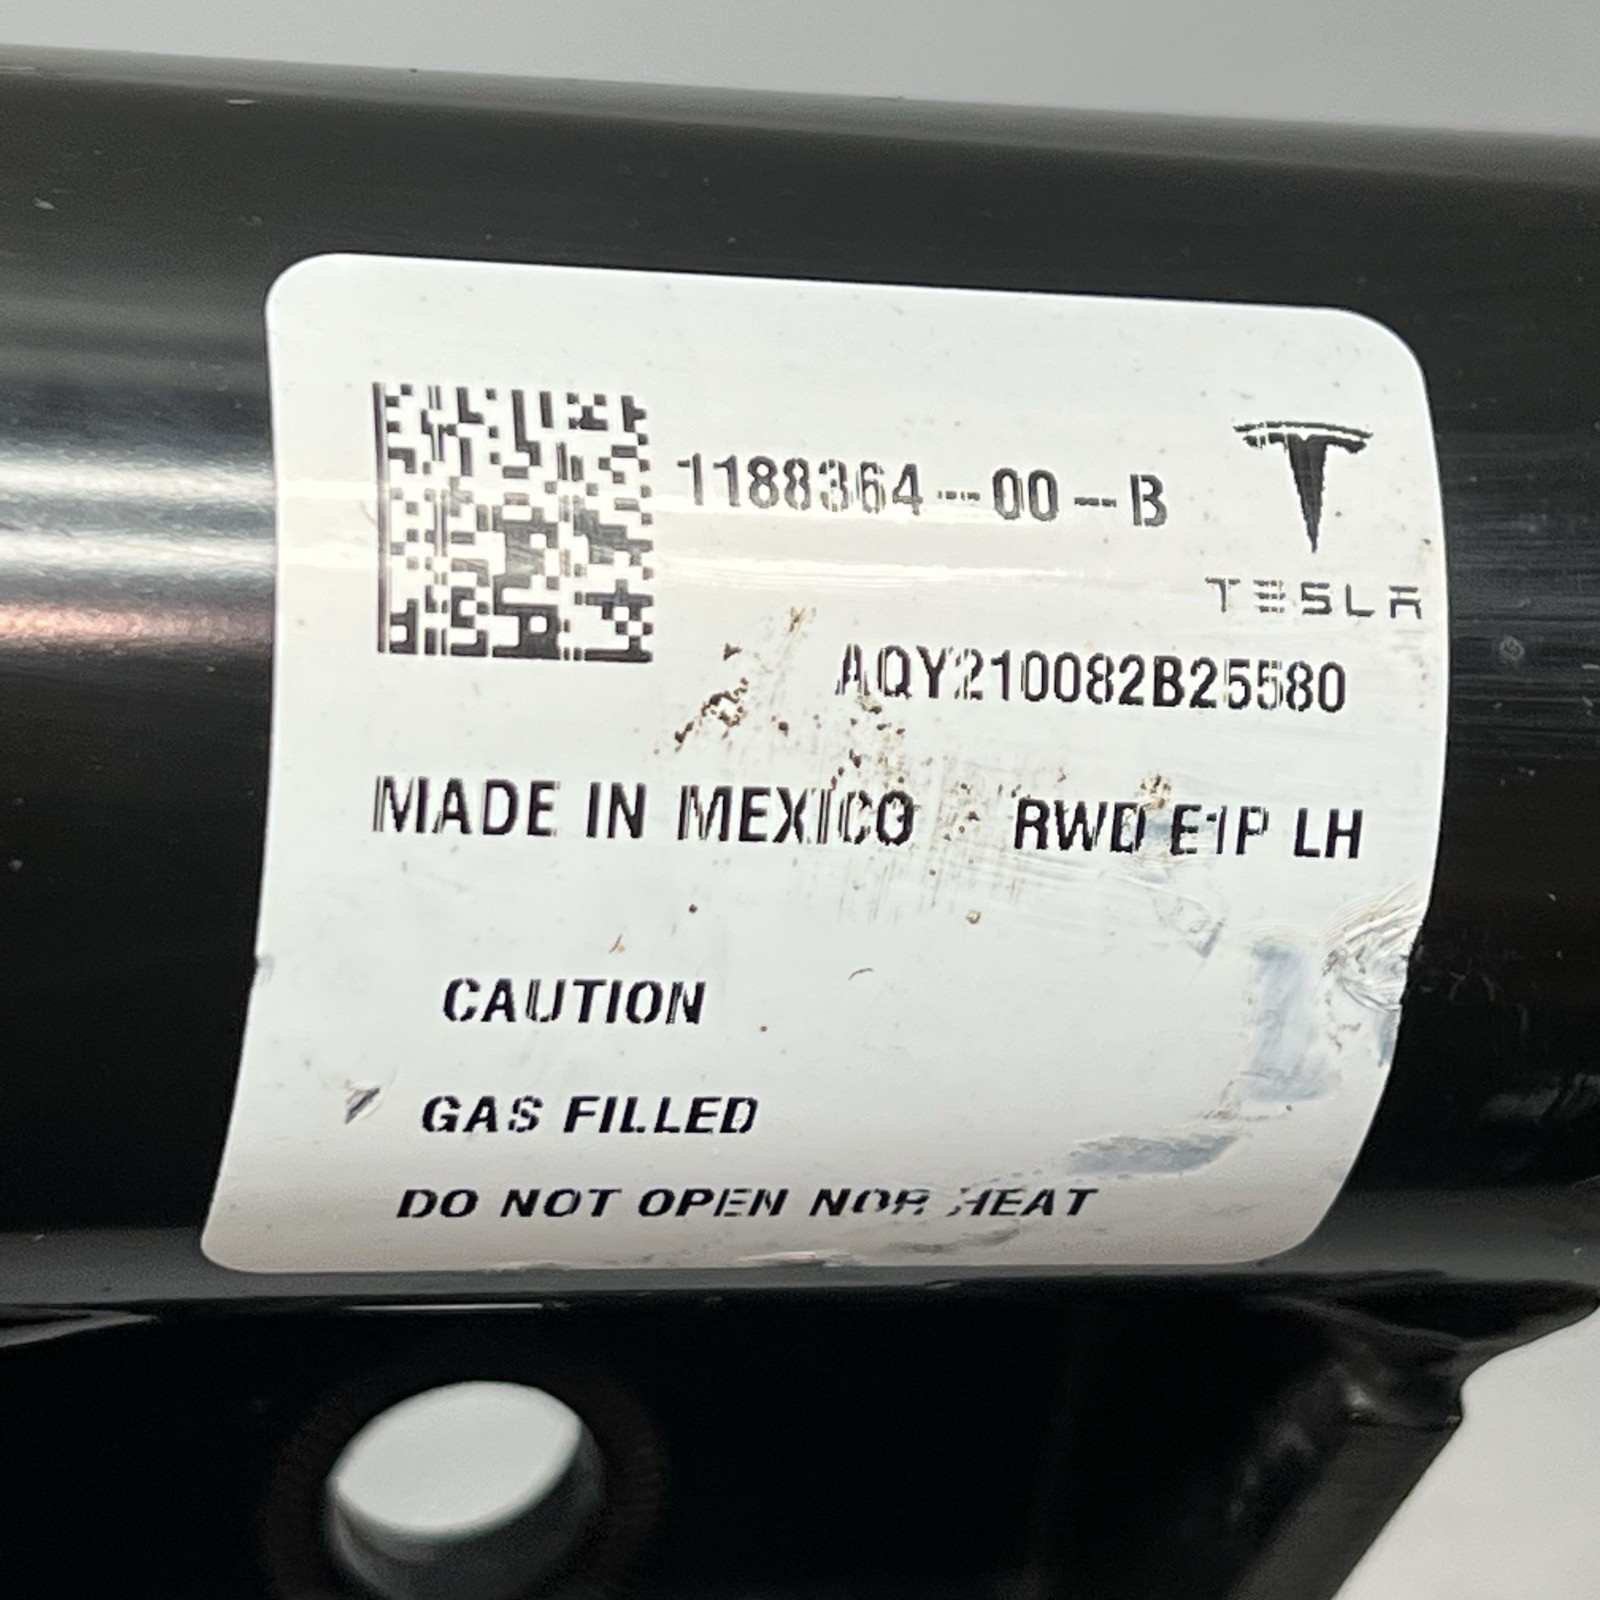 1188364-00-B
TESLA
AQY210082B25580
MADE IN MEXICO RWD E1P LH
CAUTION
GAS FILLED
DO NOT OPEN NOR HEAT